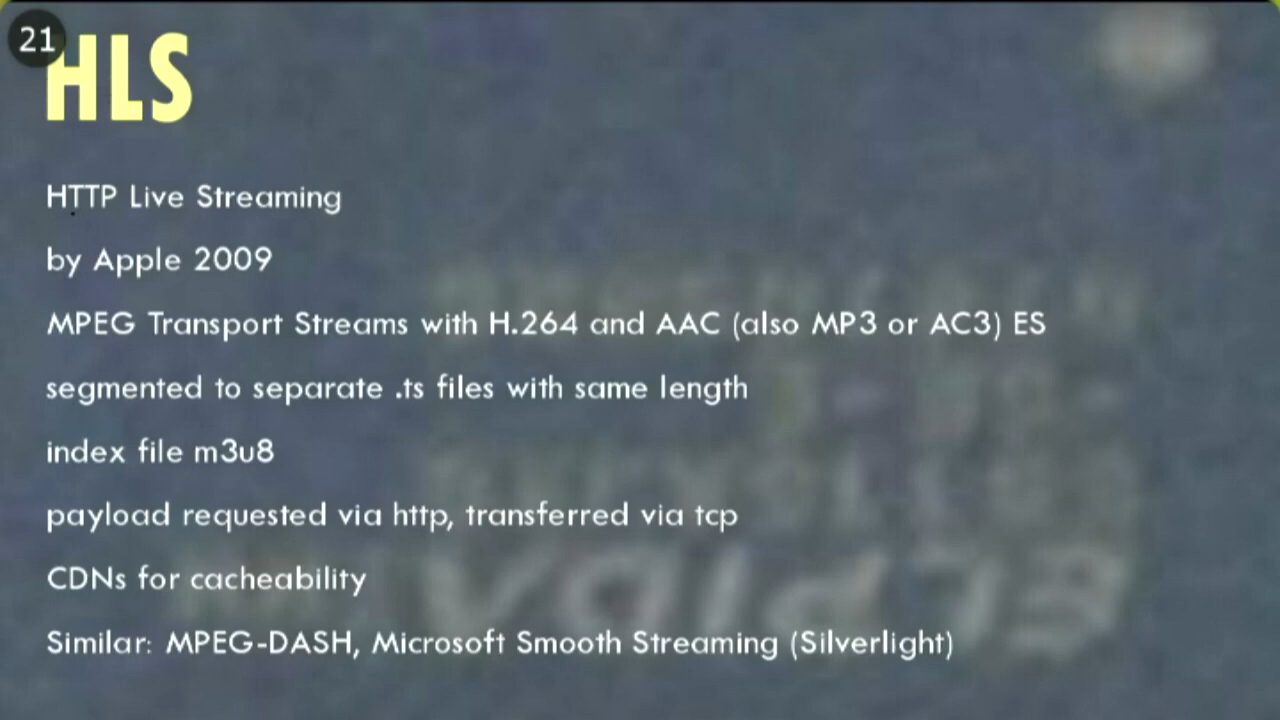 21
HLS
HTTP Live Streaming
by Apple 2009
MPEG Transport Streams with H.264 and AAC (also MP3 or AC3) ES
segmented to separate .ts files with same length
index file m3u8
payload requested via http, transferred via tcp
CDNs for cacheability
Similar: MPEG-DASH, Microsoft Smooth Streaming (Silverlight)